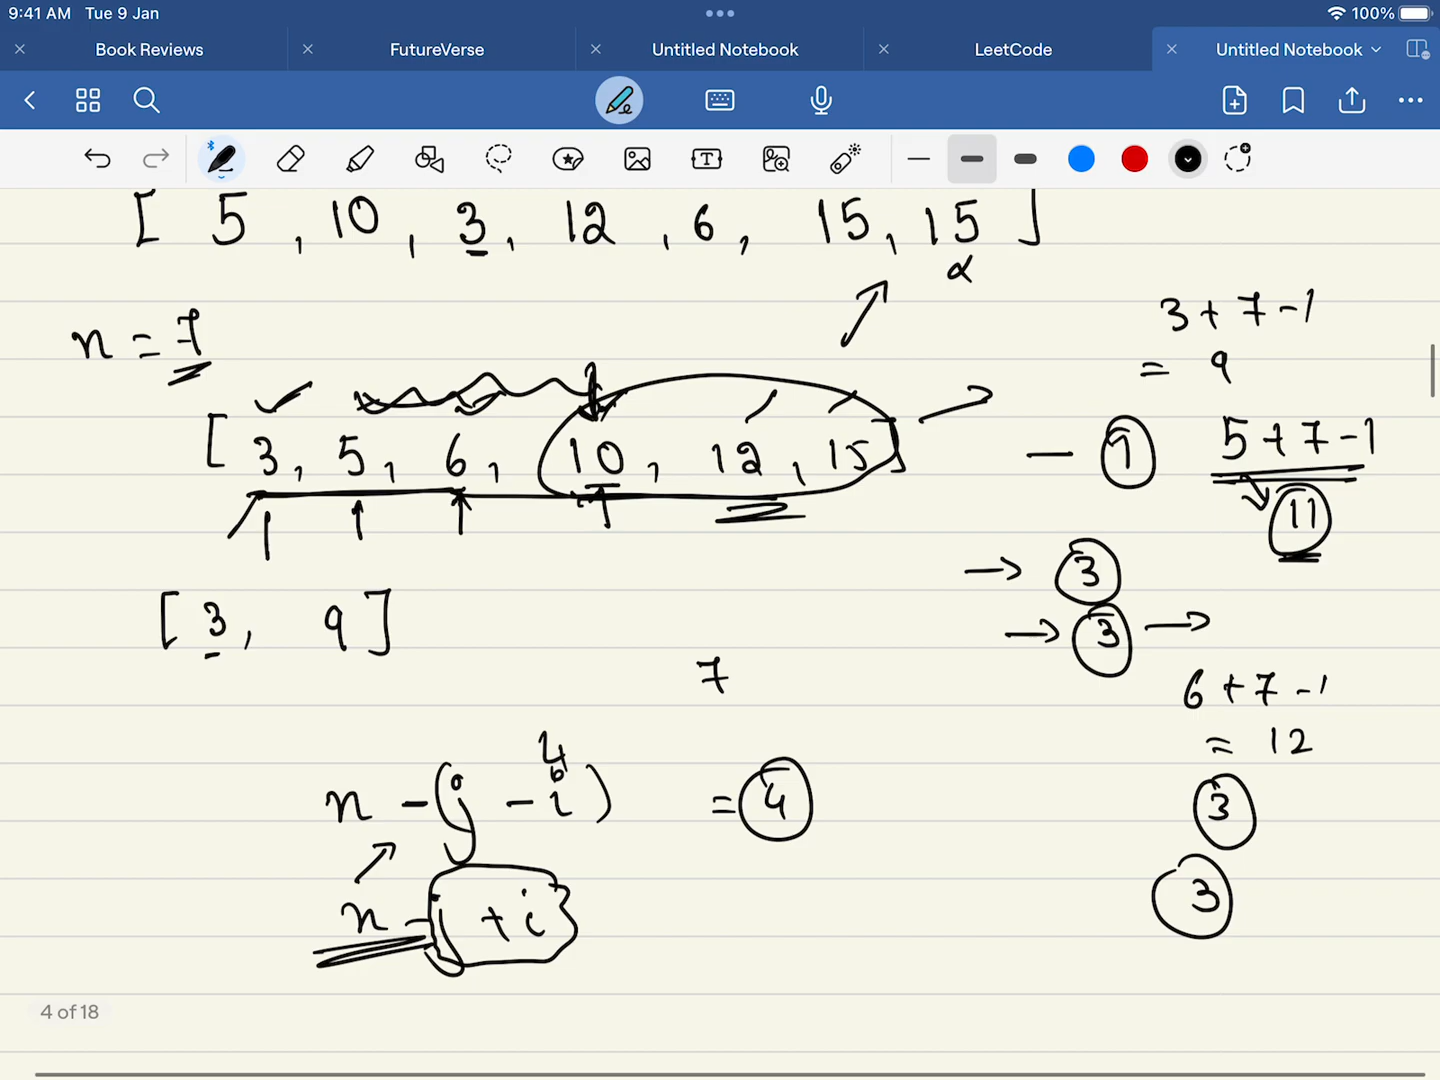 9:41 AM Tue 9 Jan 100%
Book Reviews FutureVerse Untitled Notebook LeetCode Untitled Notebook
[ 5 , 10 , 3 , 12 , 6 , 15 , 15 ]
α
3 + 7 - 1
n = 7
= 9
[ 3 , 5 , 6 , 10 , 12 , 15 ]
5 + 7 - 1
11
3
[ 3 , 9 ]
3
7
6 + 7 - 1
= 12
4
n - ( j - i ) = 4
3
n - j + i
3
4 of 18